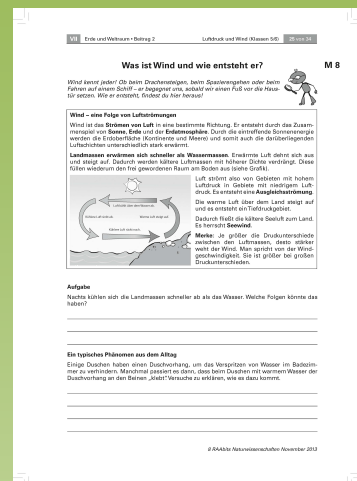 VII Erde und Weltraum • Beitrag 2 Luftdruck und Wind (Klassen 5/6) 25 von 34
Was ist Wind und wie entsteht er? M 8
Wind kennt jeder! Ob beim Drachensteigen, beim Spazierengehen oder beim
Fahren auf einem Schiff – er begegnet uns, sobald wir einen Fuß vor die Haus-
tür setzen. Wie er entsteht, findest du hier heraus!
Wind – eine Folge von Luftströmungen
Wind ist das Strömen von Luft in eine bestimmte Richtung. Er entsteht durch das Zusam-
menspiel von Sonne, Erde und der Erdatmosphäre. Durch die eintreffende Sonnenenergie
werden die Erdoberfläche (Kontinente und Meere) und somit auch die darüberliegenden
Luftschichten unterschiedlich stark erwärmt.
Landmassen erwärmen sich schneller als Wassermassen. Erwärmte Luft dehnt sich aus
und steigt auf. Dadurch werden kältere Luftmassen mit höherer Dichte verdrängt. Diese
füllen wiederum den frei gewordenen Raum am Boden aus (siehe Grafik).
Luft strömt also von Gebieten mit hohem
Luftdruck in Gebiete mit niedrigem Luft-
druck. Es entsteht eine Ausgleichsströmung.
Die warme Luft über dem Land steigt auf
und es entsteht ein Tiefdruckgebiet.
Dadurch fließt die kältere Seeluft zum Land.
Es herrscht Seewind.
Merke: Je größer die Druckunterschiede
zwischen den Luftmassen, desto stärker
weht der Wind. Man spricht von der Wind-
geschwindigkeit. Sie ist größer bei großen
Druckunterschieden.
Aufgabe
Nachts kühlen sich die Landmassen schneller ab als das Wasser. Welche Folgen könnte das
haben?
Ein typisches Phänomen aus dem Alltag
Einige Duschen haben einen Duschvorhang, um das Verspritzen von Wasser im Badezim-
mer zu verhindern. Manchmal passiert es dann, dass beim Duschen mit warmem Wasser der
Duschvorhang an den Beinen „klebt“. Versuche zu erklären, wie es dazu kommt.
8 RAAbits Naturwissenschaften November 2013